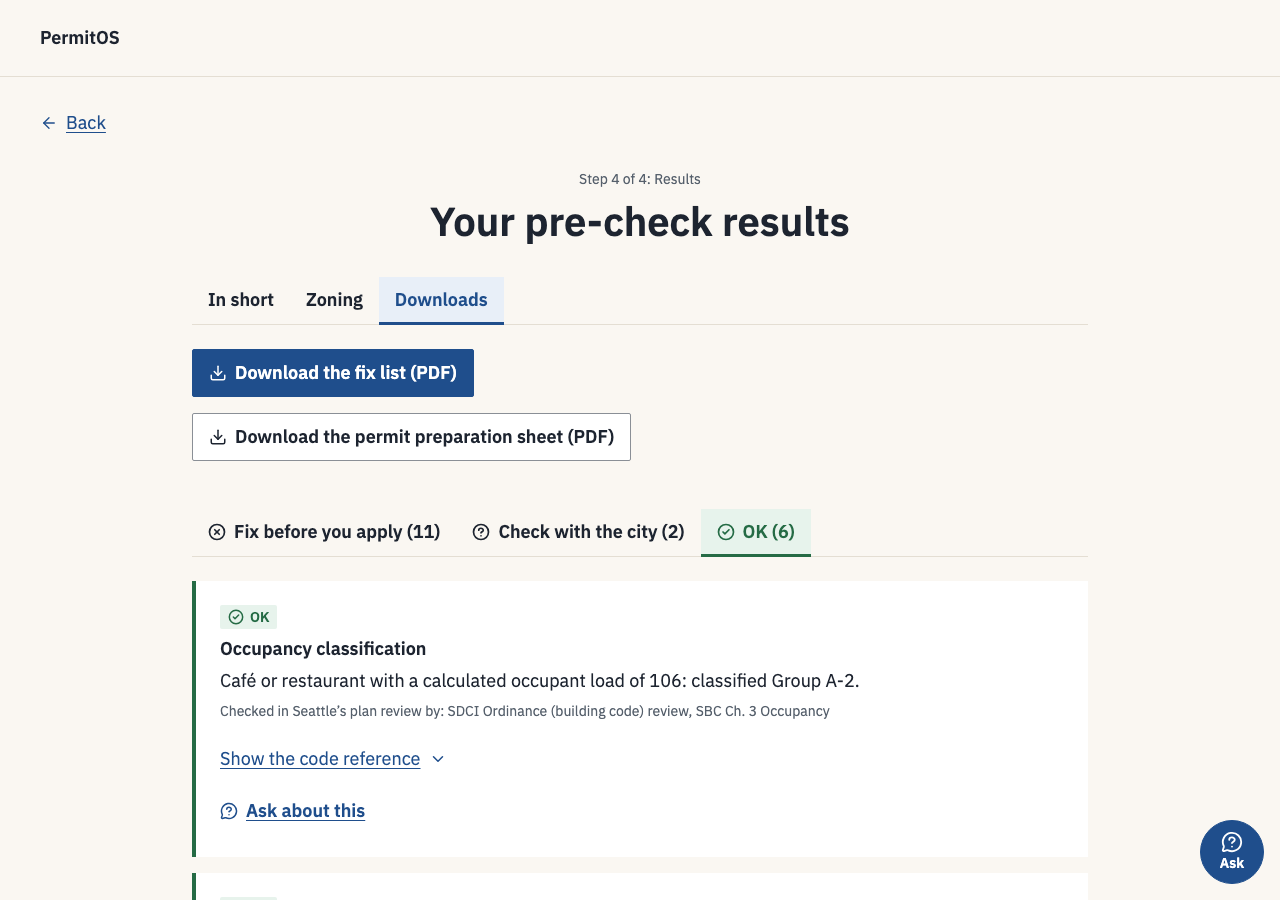 PermitOS
Back
Step 4 of 4: Results
Your pre-check results
In short
Zoning
Downloads
Download the fix list (PDF)
Download the permit preparation sheet (PDF)
Fix before you apply (11)
Check with the city (2)
OK (6)
OK
Occupancy classification
Café or restaurant with a calculated occupant load of 106: classified Group A-2.
Checked in Seattle’s plan review by: SDCI Ordinance (building code) review, SBC Ch. 3 Occupancy
Show the code reference
Ask about this
Ask